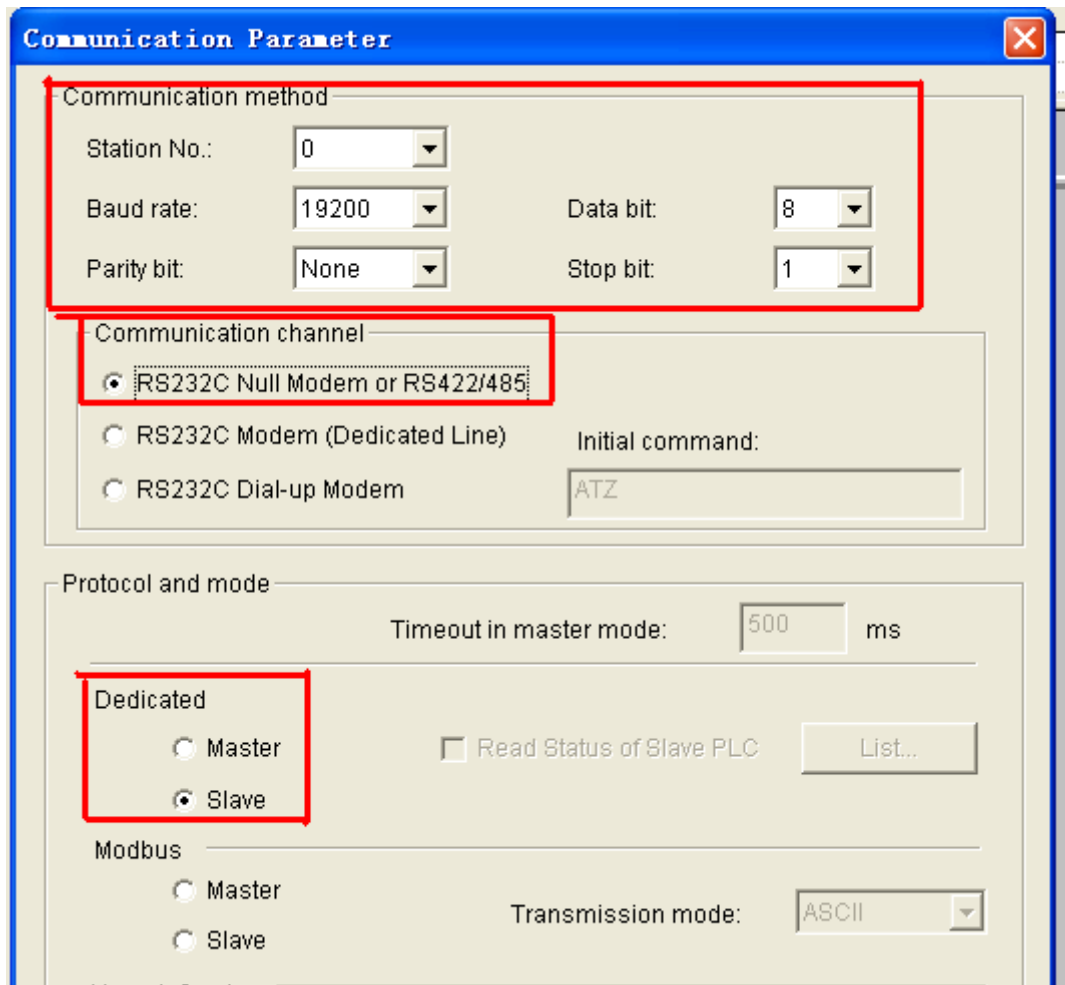 Communication Parameter
Communication method
Station No.: 0
Baud rate: 19200 Data bit: 8
Parity bit: None Stop bit: 1
Communication channel
RS232C Null Modem or RS422/485
RS232C Modem (Dedicated Line) Initial command:
RS232C Dial-up Modem ATZ
Protocol and mode
Timeout in master mode: 500 ms
Dedicated
Master Read Status of Slave PLC List...
Slave
Modbus
Master
Transmission mode: ASCII
Slave